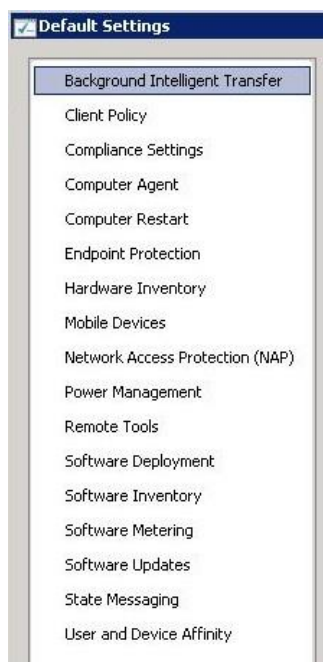 Default Settings
Background Intelligent Transfer
Client Policy
Compliance Settings
Computer Agent
Computer Restart
Endpoint Protection
Hardware Inventory
Mobile Devices
Network Access Protection (NAP)
Power Management
Remote Tools
Software Deployment
Software Inventory
Software Metering
Software Updates
State Messaging
User and Device Affinity